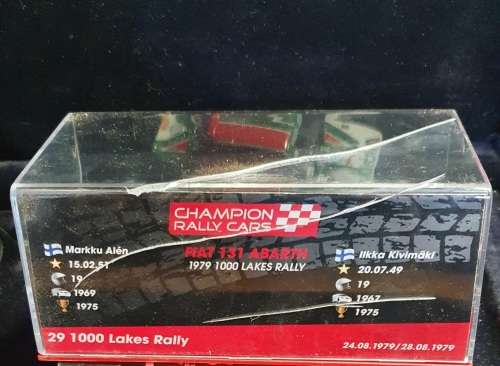 CHAMPION
RALLY CARS
FIAT 131 ABARTH
1979 1000 LAKES RALLY
Markku Alén
15.02.51
19
1969
1975
Ilkka Kivimäki
20.07.49
19
1967
1975
29 1000 Lakes Rally
24.08.1979/28.08.1979